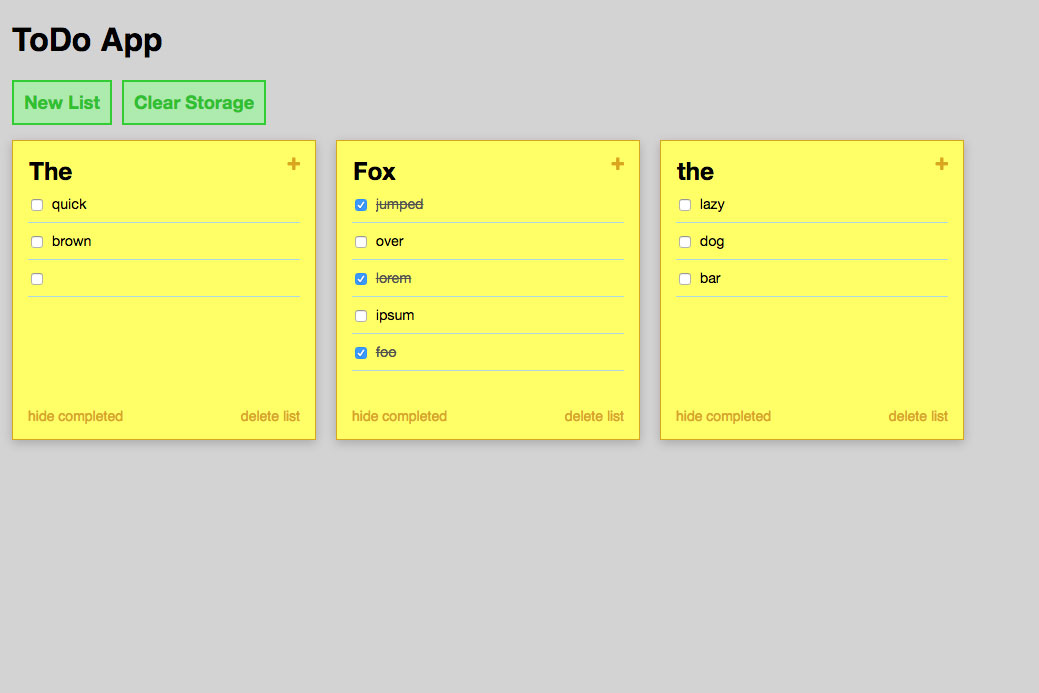 ToDo App
New List
Clear Storage
The
+
quick
brown
hide completed
delete list
Fox
+
jumped
over
lorem
ipsum
foo
hide completed
delete list
the
+
lazy
dog
bar
hide completed
delete list